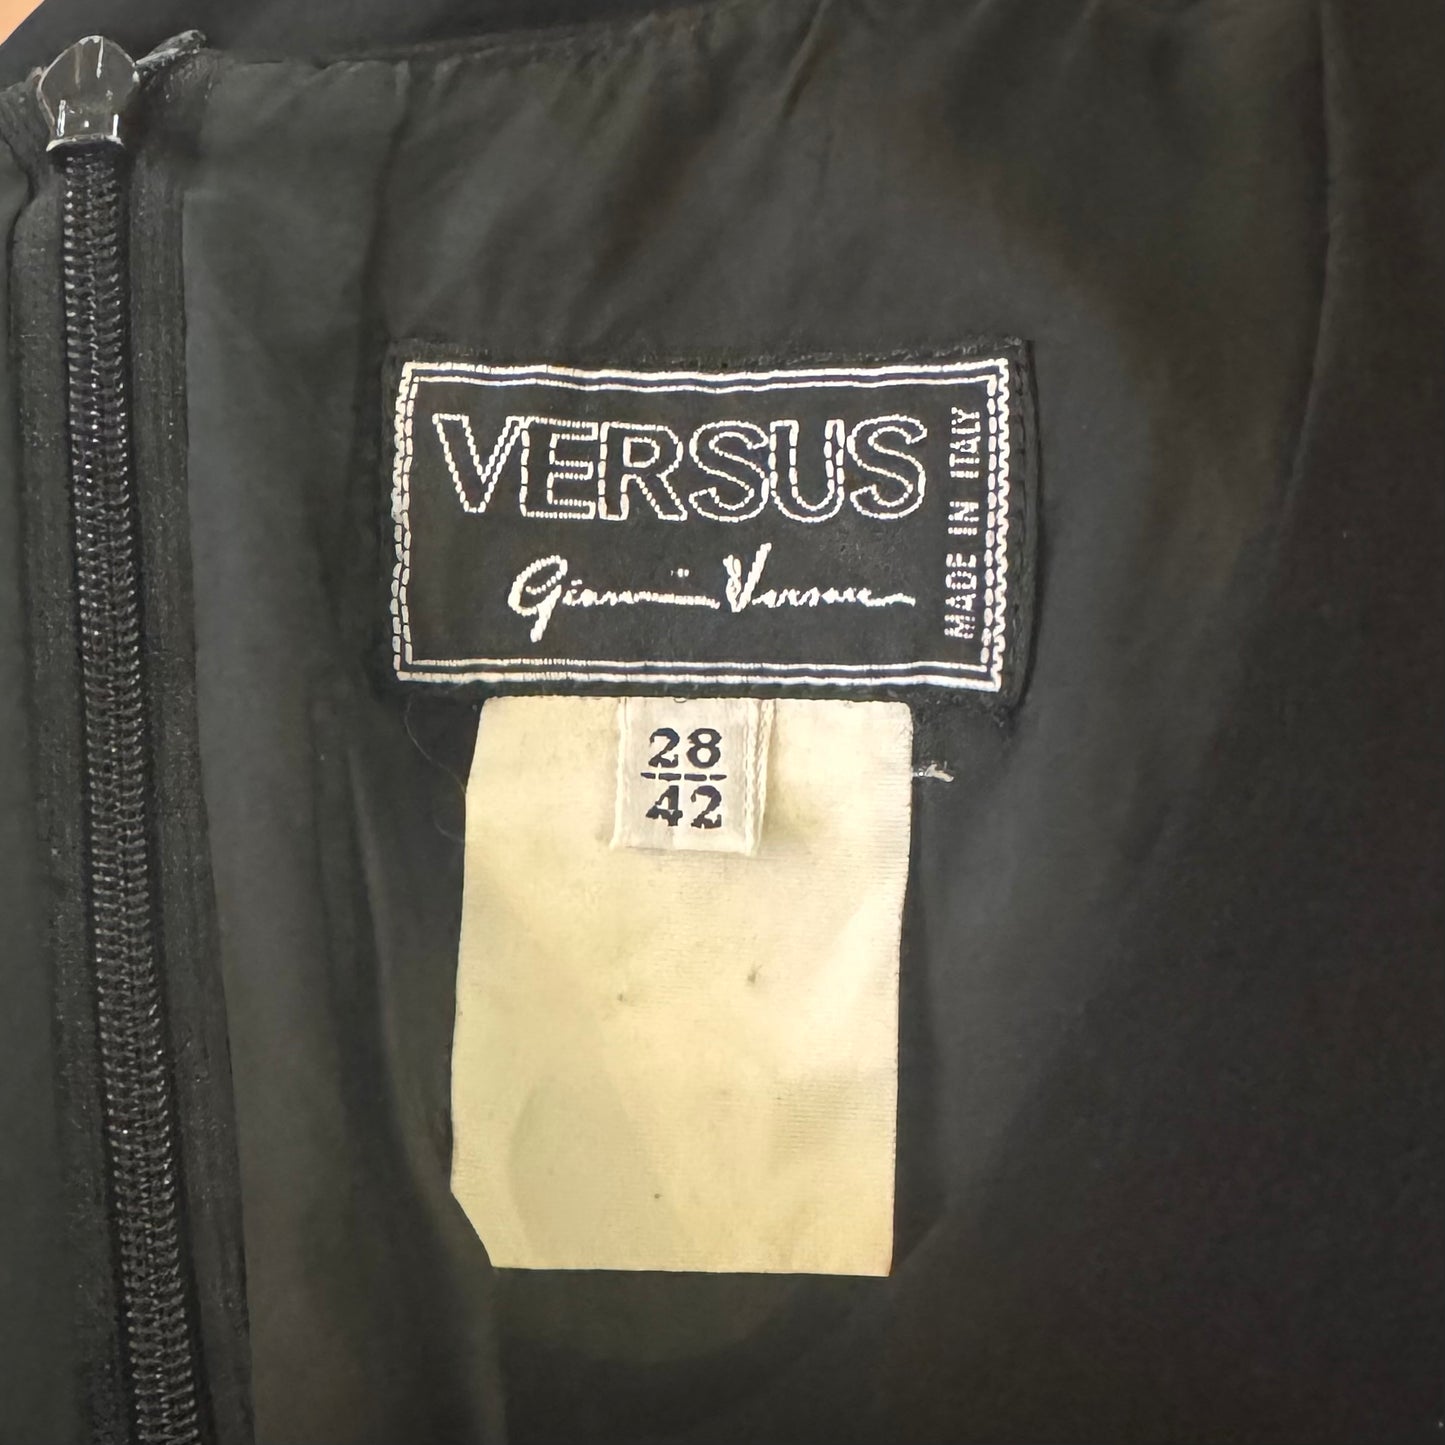 VERSUS
Gianni Versace
MADE IN ITALY
28
42